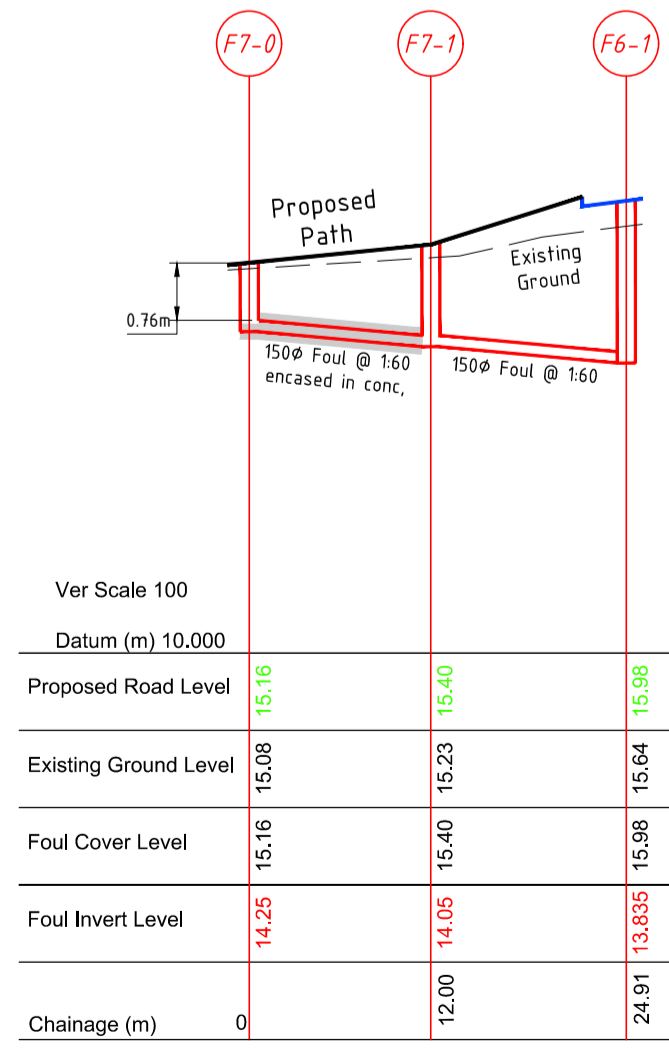 F7-0 F7-1 F6-1
Proposed
Path
Existing
Ground
0.76m
150Ø Foul @ 1:60
encased in conc,
150Ø Foul @ 1:60
Ver Scale 100
Datum (m) 10.000
Proposed Road Level 15.16 15.40 15.98
Existing Ground Level 15.08 15.23 15.64
Foul Cover Level 15.16 15.40 15.98
Foul Invert Level 14.25 14.05 13.835
Chainage (m) 0 12.00 24.91